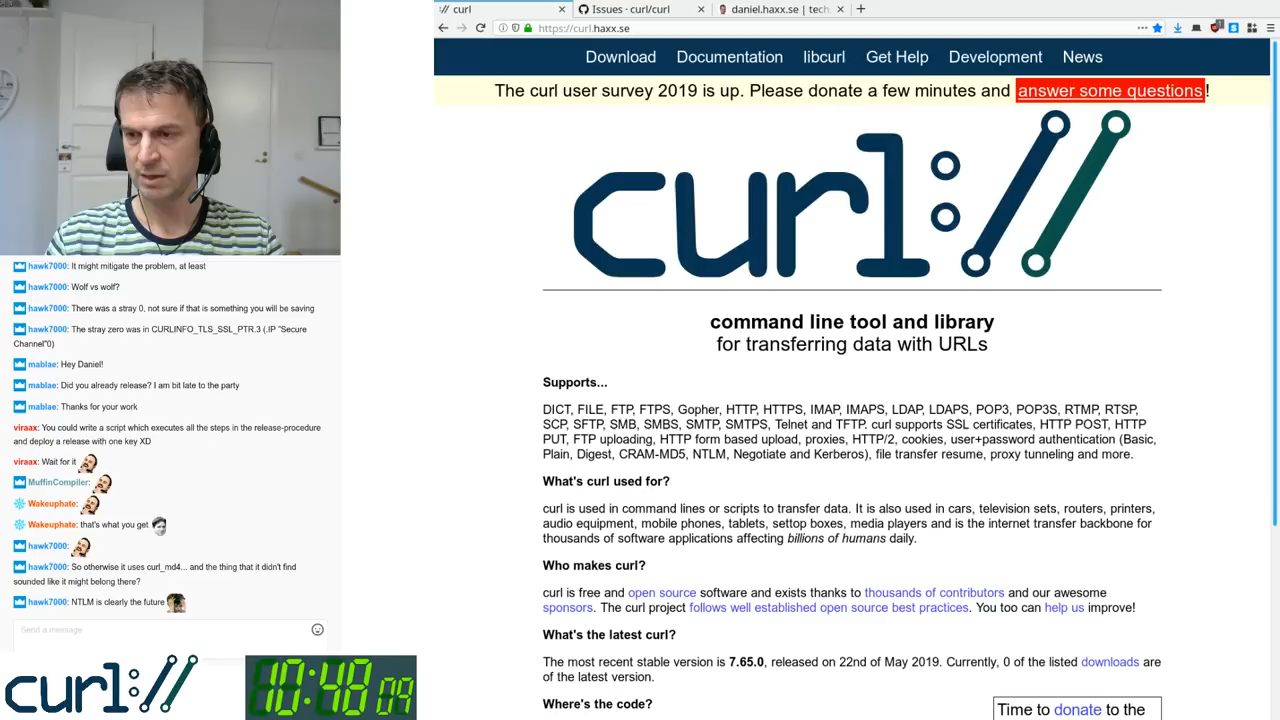 curl
Issues · curl/curl
daniel.haxx.se | tech,
https://curl.haxx.se
Download
Documentation
libcurl
Get Help
Development
News
The curl user survey 2019 is up. Please donate a few minutes and answer some questions!
curl://
command line tool and library
for transferring data with URLs
Supports...
DICT, FILE, FTP, FTPS, Gopher, HTTP, HTTPS, IMAP, IMAPS, LDAP, LDAPS, POP3, POP3S, RTMP, RTSP,
SCP, SFTP, SMB, SMBS, SMTP, SMTPS, Telnet and TFTP. curl supports SSL certificates, HTTP POST, HTTP
PUT, FTP uploading, HTTP form based upload, proxies, HTTP/2, cookies, user+password authentication (Basic,
Plain, Digest, CRAM-MD5, NTLM, Negotiate and Kerberos), file transfer resume, proxy tunneling and more.
What's curl used for?
curl is used in command lines or scripts to transfer data. It is also used in cars, television sets, routers, printers,
audio equipment, mobile phones, tablets, settop boxes, media players and is the internet transfer backbone for
thousands of software applications affecting billions of humans daily.
Who makes curl?
curl is free and open source software and exists thanks to thousands of contributors and our awesome
sponsors. The curl project follows well established open source best practices. You too can help us improve!
What's the latest curl?
The most recent stable version is 7.65.0, released on 22nd of May 2019. Currently, 0 of the listed downloads are
of the latest version.
Where's the code?
Time to donate to the
hawk7000: It might mitigate the problem, at least
hawk7000: Wolf vs wolf?
hawk7000: There was a stray 0, not sure if that is something you will be saving
hawk7000: The stray zero was in CURLINFO_TLS_SSL_PTR.3 (.IP "Secure
Channel"0)
mablae: Hey Daniel!
mablae: Did you already release? I am bit late to the party
mablae: Thanks for your work
viraax: You could write a script which executes all the steps in the release-procedure
and deploy a release with one key XD
viraax: Wait for it
MuffinCompiler:
Wakeuphate:
Wakeuphate: that's what you get
hawk7000:
hawk7000: So otherwise it uses curl_md4... and the thing that it didn't find
sounded like it might belong there?
hawk7000: NTLM is clearly the future
Send a message
curl://
10:48 09